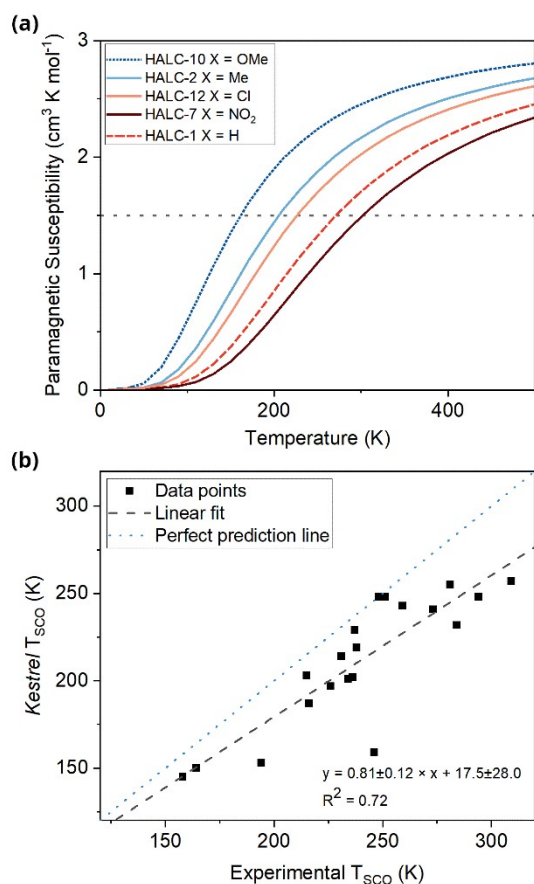 (a)
3
2
1
0
Paramagnetic Susceptibility (cm³ K mol⁻¹)
HALC-10 X = OMe
HALC-2 X = Me
HALC-12 X = Cl
HALC-7 X = NO₂
HALC-1 X = H
0 200 400
Temperature (K)
(b)
300
250
200
150
Kestrel T_SCO (K)
Data points
Linear fit
Perfect prediction line
y = 0.81±0.12 × x + 17.5±28.0
R² = 0.72
150 200 250 300
Experimental T_SCO (K)